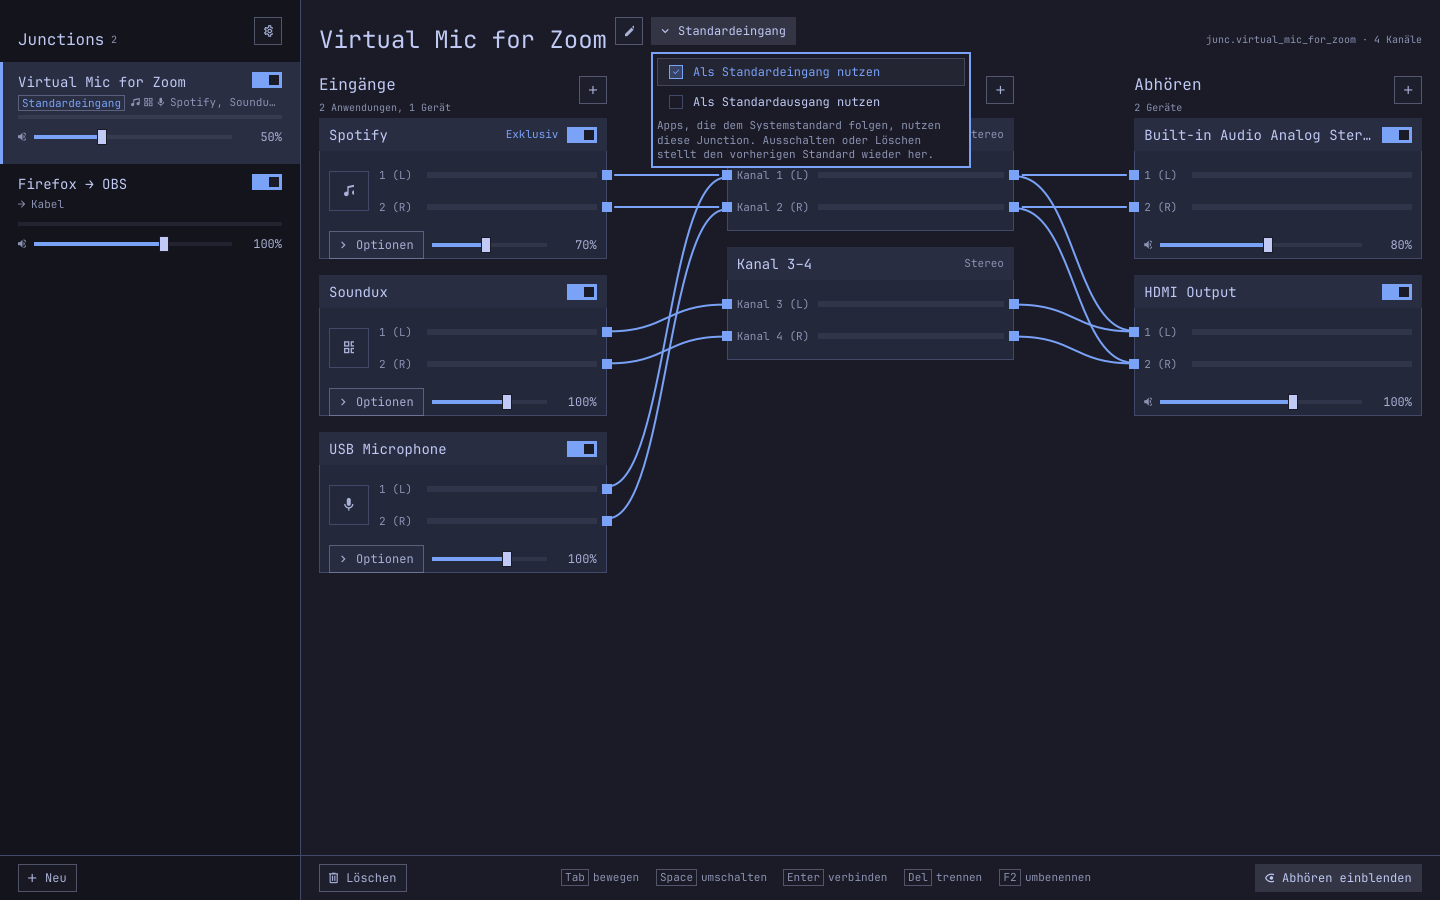 Junctions 2
Virtual Mic for Zoom
Standardeingang Spotify, Soundu…
50%
Firefox → OBS
→ Kabel
100%
+ Neu
Virtual Mic for Zoom
Standardeingang
junc.virtual_mic_for_zoom · 4 Kanäle
Als Standardeingang nutzen
Als Standardausgang nutzen
Apps, die dem Systemstandard folgen, nutzen
diese Junction. Ausschalten oder Löschen
stellt den vorherigen Standard wieder her.
Eingänge
2 Anwendungen, 1 Gerät
Spotify Exklusiv
1 (L)
2 (R)
Optionen 70%
Soundux
1 (L)
2 (R)
Optionen 100%
USB Microphone
1 (L)
2 (R)
Optionen 100%
tereo
Kanal 1 (L)
Kanal 2 (R)
Kanal 3–4 Stereo
Kanal 3 (L)
Kanal 4 (R)
Abhören
2 Geräte
Built-in Audio Analog Ster…
1 (L)
2 (R)
80%
HDMI Output
1 (L)
2 (R)
100%
Löschen
Tab bewegen Space umschalten Enter verbinden Del trennen F2 umbenennen
Abhören einblenden